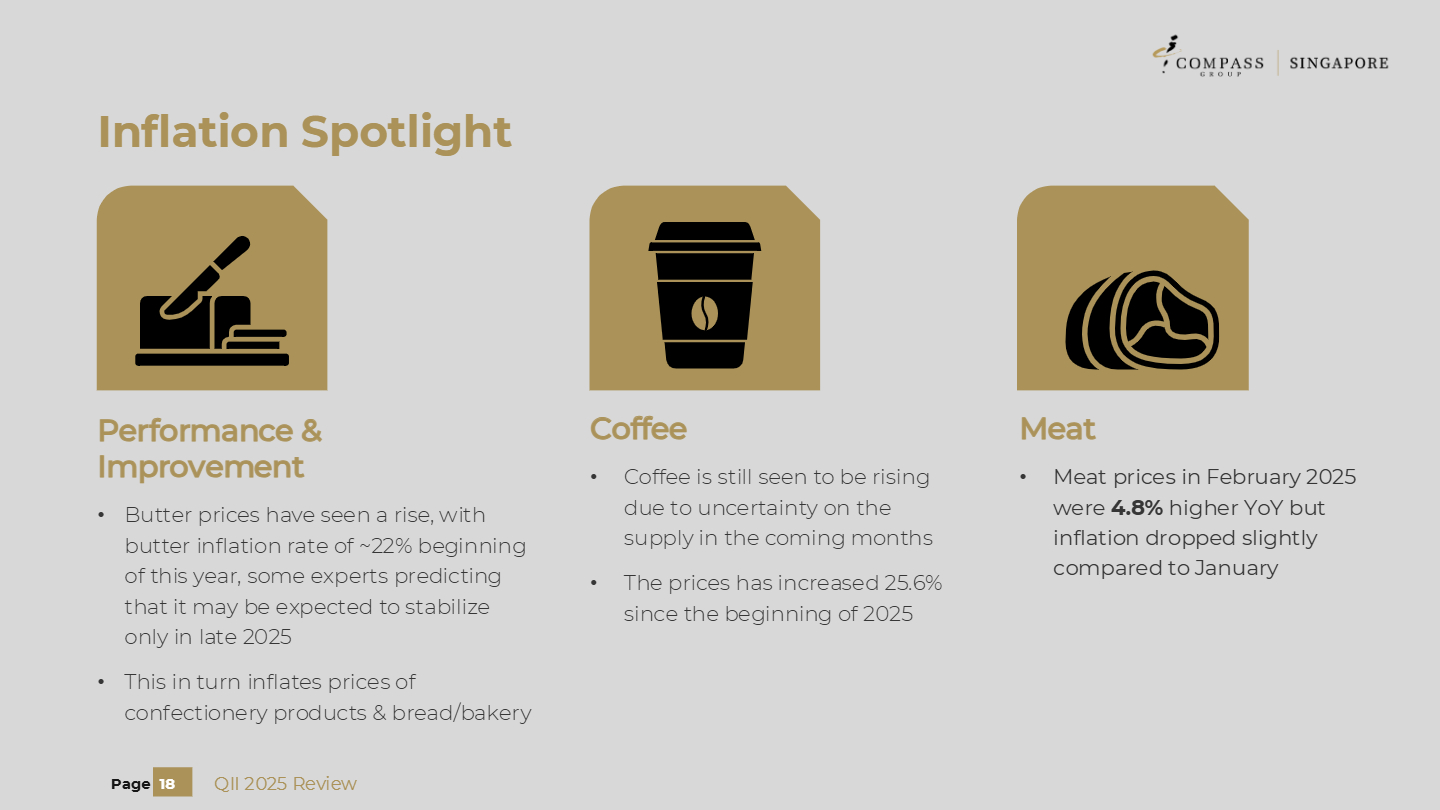 COMPASS
GROUP
SINGAPORE
Inflation Spotlight
Performance &
Improvement
• Butter prices have seen a rise, with
butter inflation rate of ~22% beginning
of this year, some experts predicting
that it may be expected to stabilize
only in late 2025
• This in turn inflates prices of
confectionery products & bread/bakery
Coffee
• Coffee is still seen to be rising
due to uncertainty on the
supply in the coming months
• The prices has increased 25.6%
since the beginning of 2025
Meat
• Meat prices in February 2025
were 4.8% higher YoY but
inflation dropped slightly
compared to January
Page 18
QII 2025 Review